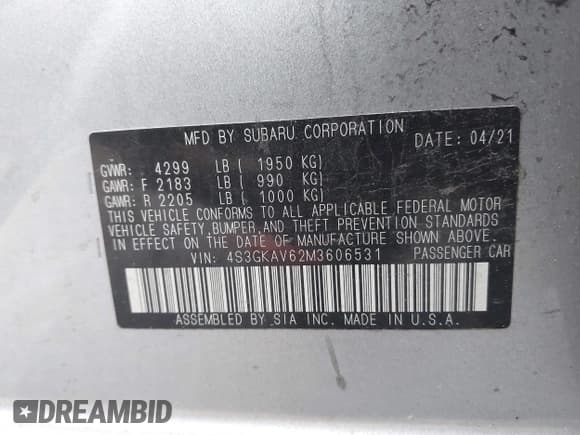 MFD BY SUBARU CORPORATION DATE: 04/21
GVWR: 4299 LB ( 1950 KG)
GAWR: F 2183 LB ( 990 KG)
GAWR: R 2205 LB ( 1000 KG)
THIS VEHICLE CONFORMS TO ALL APPLICABLE FEDERAL MOTOR
VEHICLE SAFETY, BUMPER, AND THEFT PREVENTION STANDARDS
IN EFFECT ON THE DATE OF MANUFACTURE SHOWN ABOVE.
VIN: 4S3GKAV62M3606531 PASSENGER CAR
ASSEMBLED BY SIA INC. MADE IN U.S.A.
DREAMBID